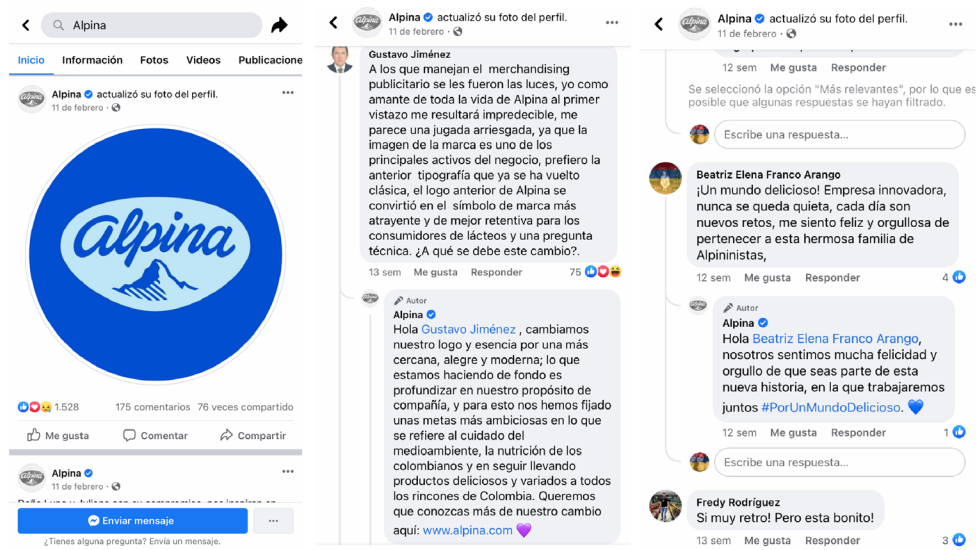 Alpina
Inicio Información Fotos Videos Publicacione
Alpina actualizó su foto del perfil.
11 de febrero ·
alpina
1.528 175 comentarios 76 veces compartido
Me gusta Comentar Compartir
Alpina
11 de febrero ·
Enviar mensaje
¿Tienes alguna pregunta? Envía un mensaje.
Alpina actualizó su foto del perfil.
11 de febrero ·
Gustavo Jiménez
A los que manejan el merchandising
publicitario se les fueron las luces, yo como
amante de toda la vida de Alpina al primer
vistazo me resultará impredecible, me
parece una jugada arriesgada, ya que la
imagen de la marca es uno de los
principales activos del negocio, prefiero la
anterior tipografía que ya se ha vuelto
clásica, el logo anterior de Alpina se
convirtió en el símbolo de marca más
atrayente y de mejor retentiva para los
consumidores de lácteos y una pregunta
técnica. ¿A qué se debe este cambio?.
13 sem Me gusta Responder 75
Autor
Alpina
Hola Gustavo Jiménez , cambiamos
nuestro logo y esencia por una más
cercana, alegre y moderna; lo que
estamos haciendo de fondo es
profundizar en nuestro propósito de
compañía, y para esto nos hemos fijado
unas metas más ambiciosas en lo que
se refiere al cuidado del
medioambiente, la nutrición de los
colombianos y en seguir llevando
productos deliciosos y variados a todos
los rincones de Colombia. Queremos
que conozcas más de nuestro cambio
aquí: www.alpina.com 💜
Alpina actualizó su foto del perfil.
11 de febrero ·
12 sem Me gusta Responder
Se seleccionó la opción "Más relevantes", por lo que es
posible que algunas respuestas se hayan filtrado.
Escribe una respuesta...
Beatriz Elena Franco Arango
¡Un mundo delicioso! Empresa innovadora,
nunca se queda quieta, cada día son
nuevos retos, me siento feliz y orgullosa de
pertenecer a esta hermosa familia de
Alpininistas,
12 sem Me gusta Responder 4
Autor
Alpina
Hola Beatriz Elena Franco Arango,
nosotros sentimos mucha felicidad y
orgullo de que seas parte de esta
nueva historia, en la que trabajaremos
juntos #PorUnMundoDelicioso. 💙
12 sem Me gusta Responder 1
Escribe una respuesta...
Fredy Rodríguez
Si muy retro! Pero esta bonito!
13 sem Me gusta Responder 3